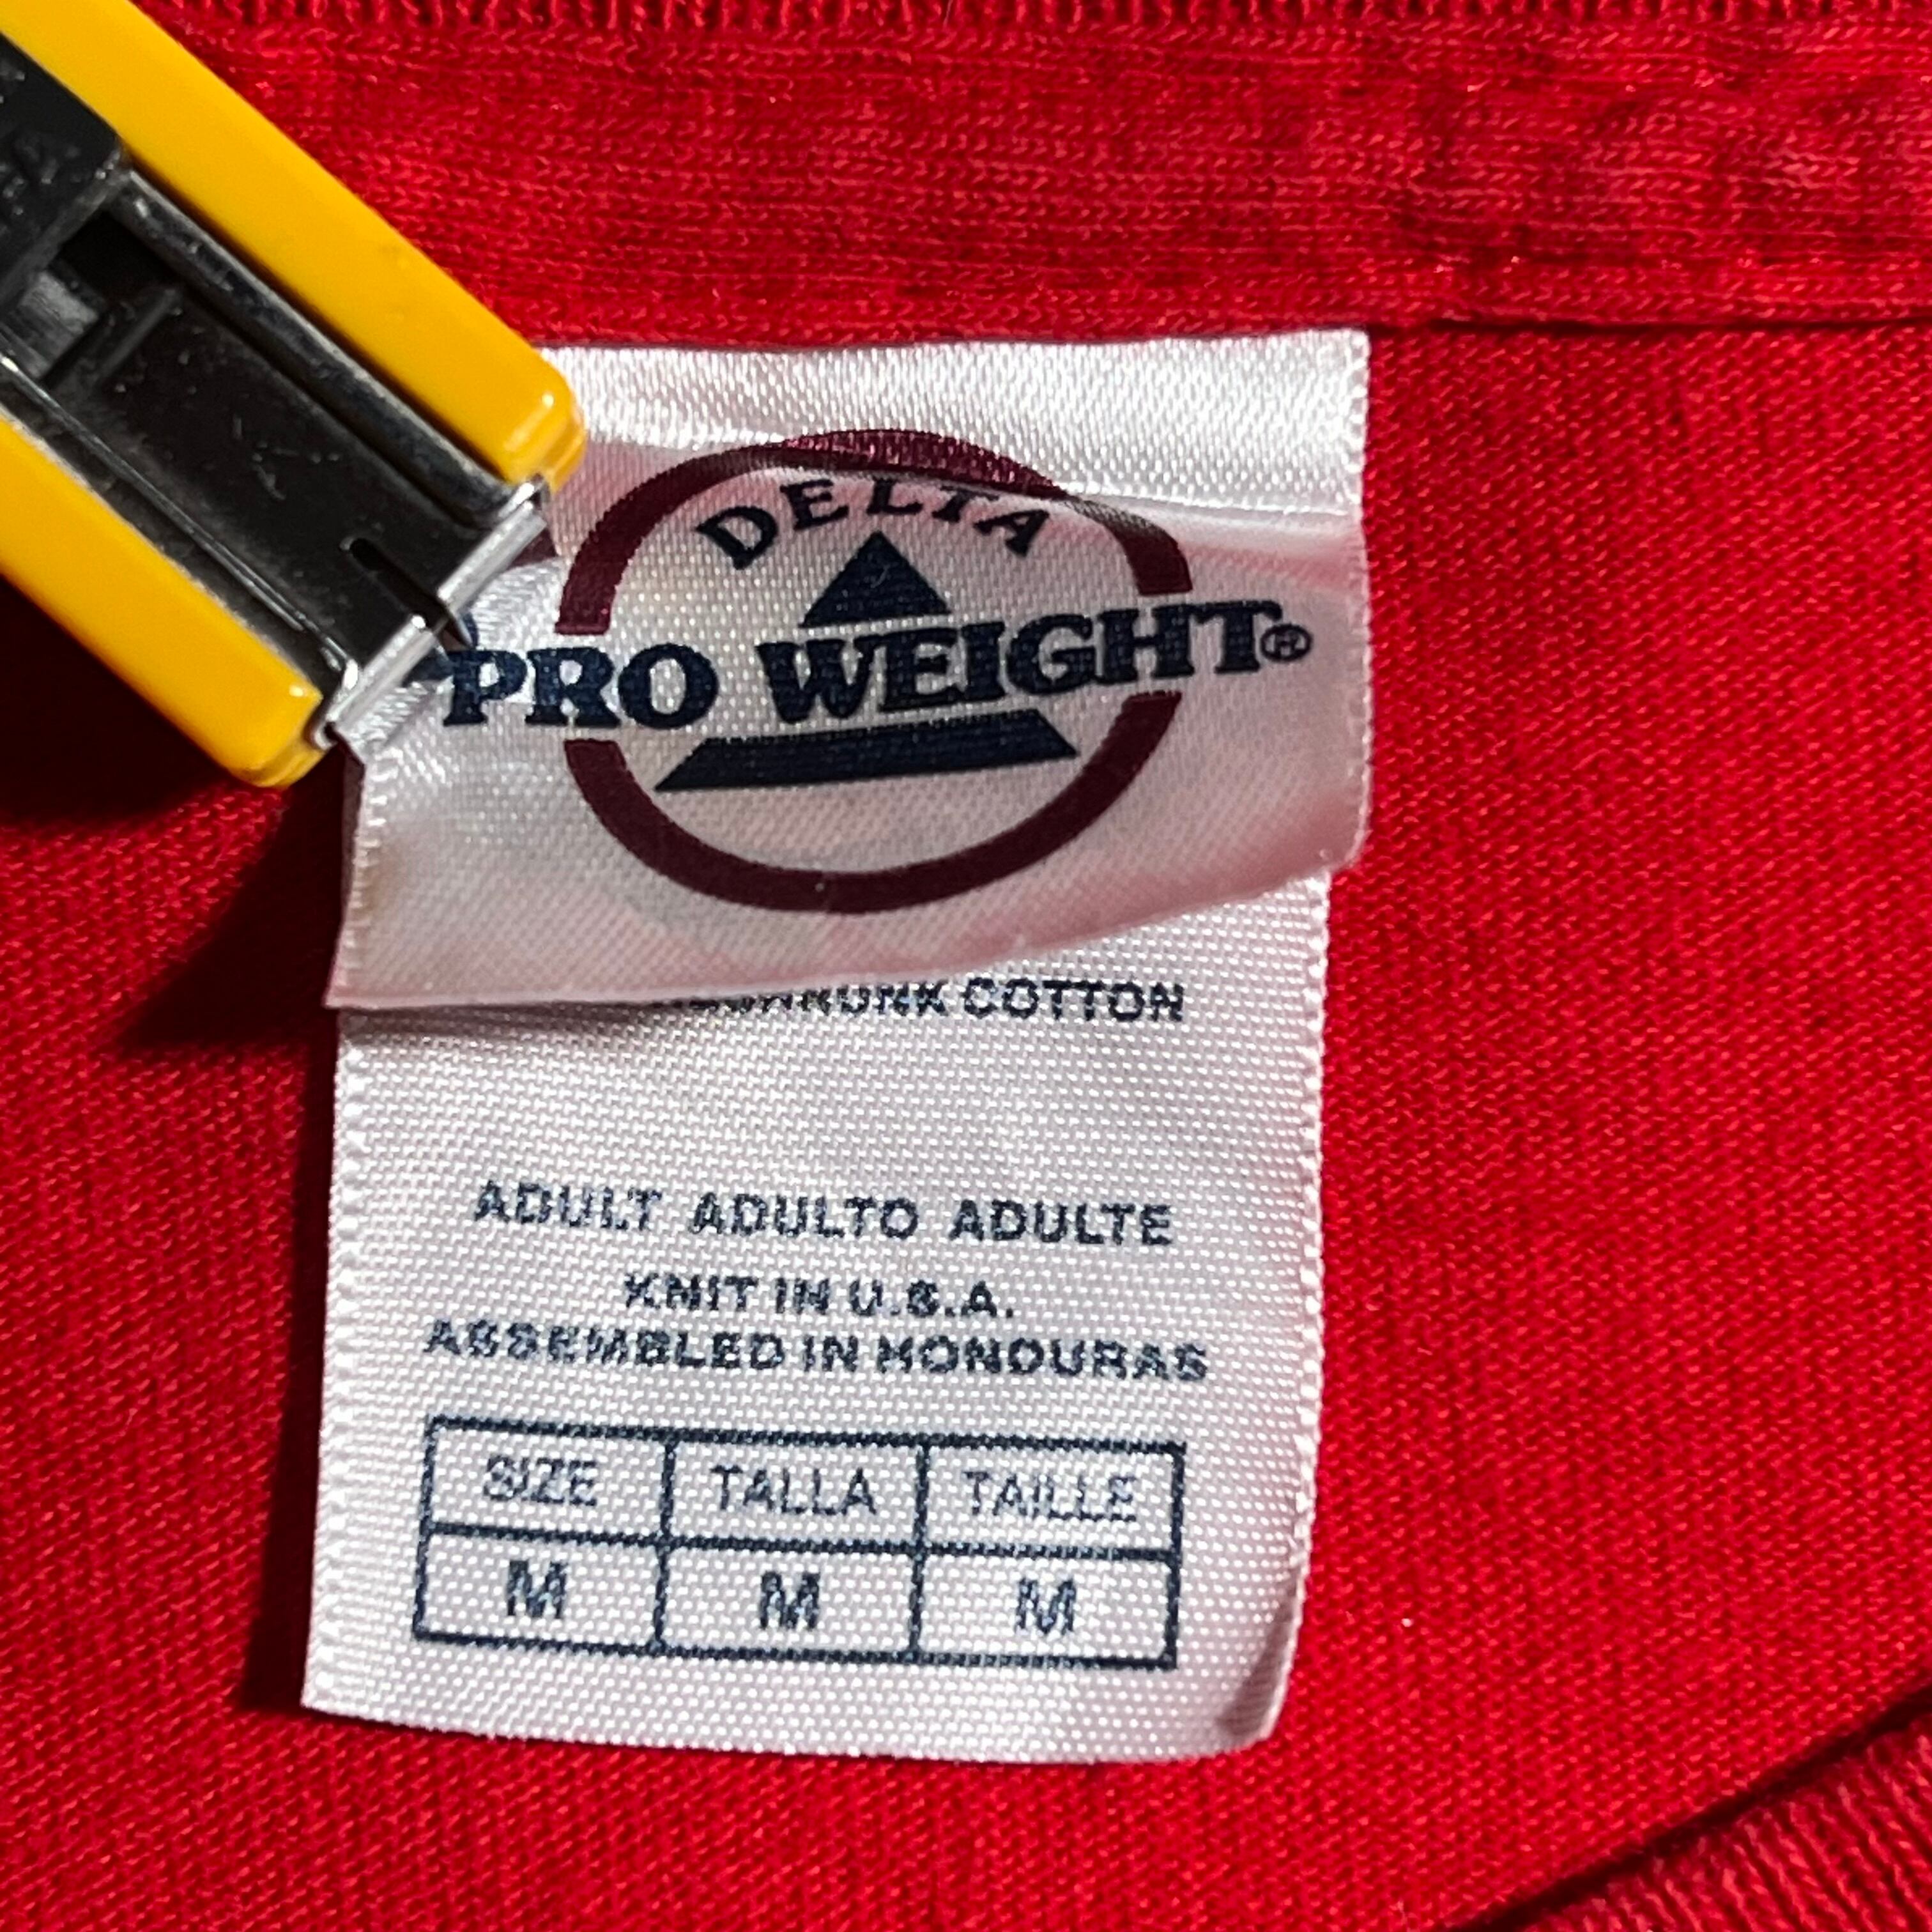 DELTA
PRO WEIGHT®
COTTON
ADULT ADULTO ADULTE
KNIT IN U.S.A.
ASSEMBLED IN HONDURAS
SIZE TALLA TAILLE
M M M